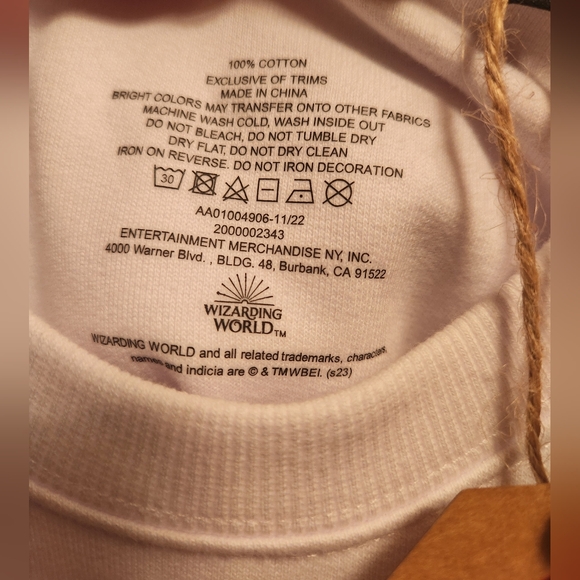 100% COTTON
EXCLUSIVE OF TRIMS
MADE IN CHINA
BRIGHT COLORS MAY TRANSFER ONTO OTHER FABRICS
MACHINE WASH COLD, WASH INSIDE OUT
DO NOT BLEACH, DO NOT TUMBLE DRY
DRY FLAT, DO NOT DRY CLEAN
IRON ON REVERSE. DO NOT IRON DECORATION
30
AA01004906-11/22
2000002343
ENTERTAINMENT MERCHANDISE NY, INC.
4000 Warner Blvd. , BLDG. 48, Burbank, CA 91522
WIZARDING
WORLD™
WIZARDING WORLD and all related trademarks, characters,
names and indicia are © & TMWBEI. (s23)